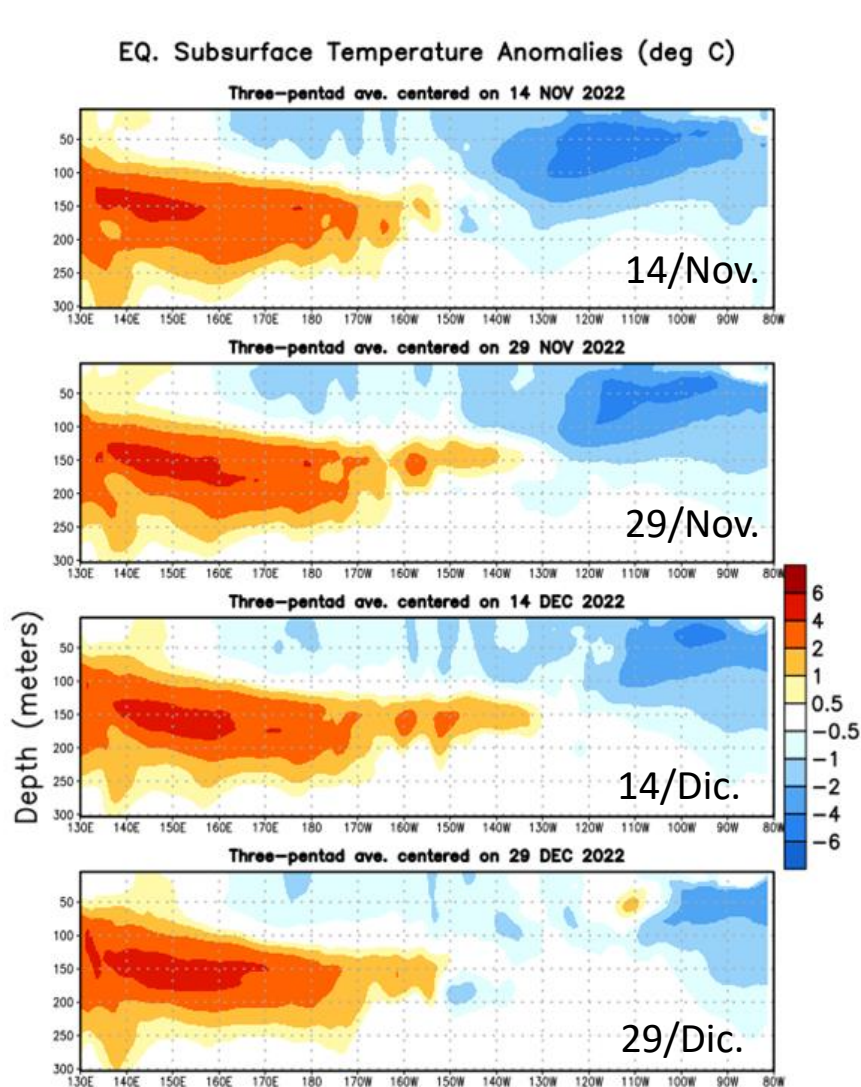 EQ. Subsurface Temperature Anomalies (deg C)
Three-pentad ave. centered on 14 NOV 2022
50
100
150
200
250
300
14/Nov.
130E 140E 150E 160E 170E 180 170W 160W 150W 140W 130W 120W 110W 100W 90W 80W
Three-pentad ave. centered on 29 NOV 2022
50
100
150
200
250
300
29/Nov.
130E 140E 150E 160E 170E 180 170W 160W 150W 140W 130W 120W 110W 100W 90W 80W
Depth (meters)
Three-pentad ave. centered on 14 DEC 2022
50
100
150
200
250
300
14/Dic.
130E 140E 150E 160E 170E 180 170W 160W 150W 140W 130W 120W 110W 100W 90W 80W
6
4
2
1
0.5
-0.5
-1
-2
-4
-6
Three-pentad ave. centered on 29 DEC 2022
50
100
150
200
250
300
29/Dic.
130E 140E 150E 160E 170E 180 170W 160W 150W 140W 130W 120W 110W 100W 90W 80W